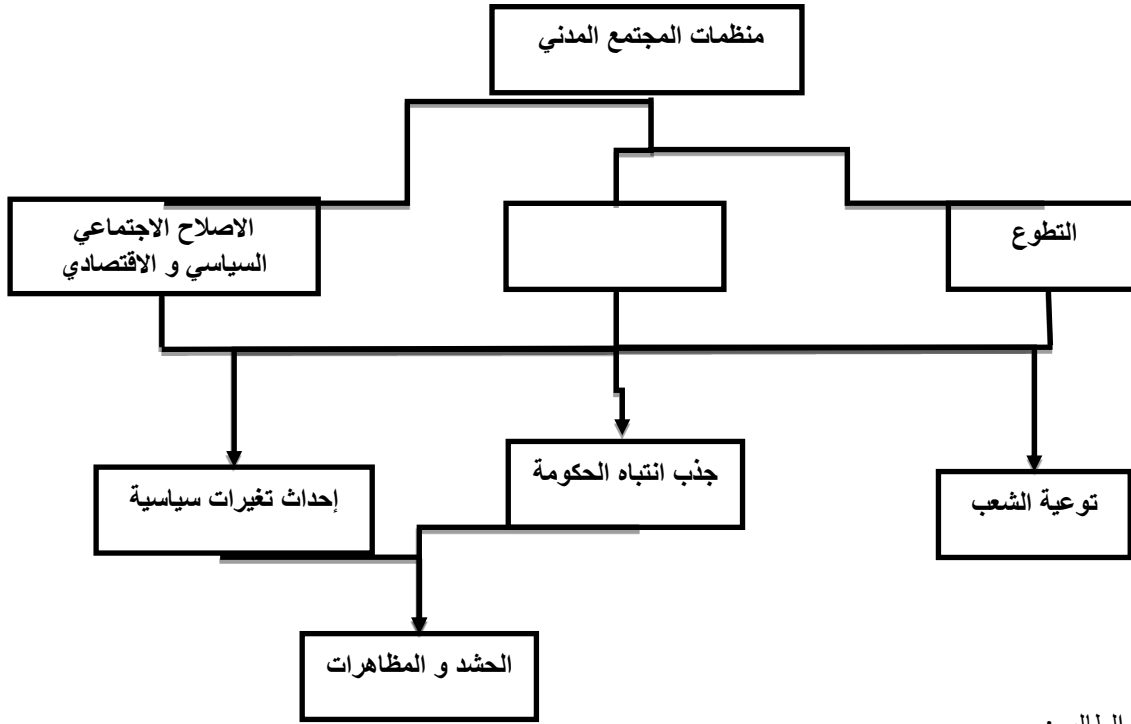 منظمات المجتمع المدني
التطوع
الاصلاح الاجتماعي
السياسي و الاقتصادي
جذب انتباه الحكومة
إحداث تغيرات سياسية
توعية الشعب
الحشد و المظاهرات